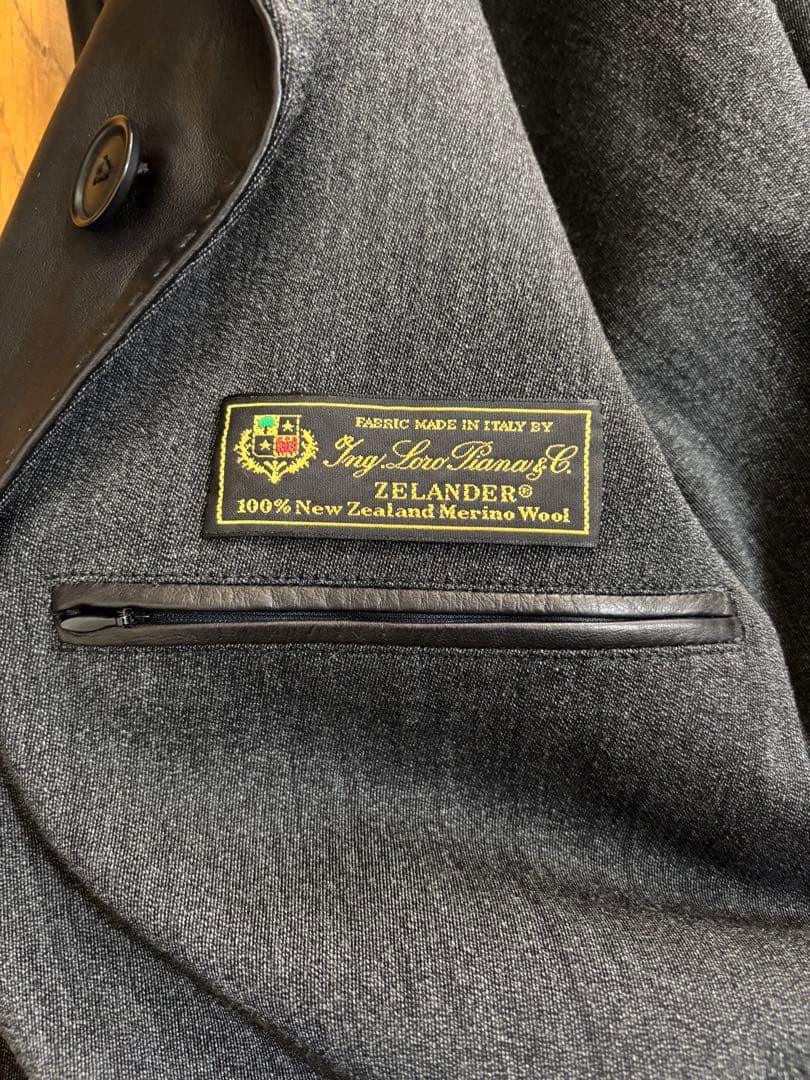 FABRIC MADE IN ITALY BY
Ing. Loro Piana & C.
ZELANDER®
100% New Zealand Merino Wool